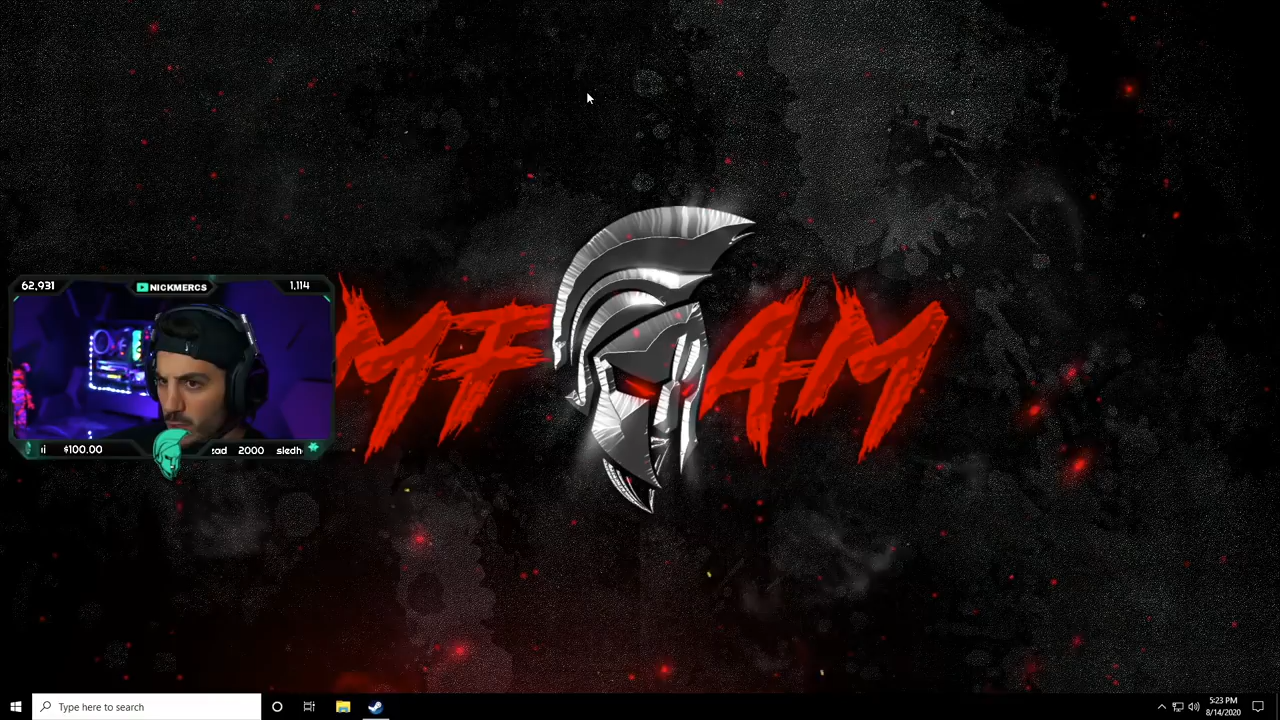 62,931
NICKMERCS
1,114
MF AM
$100.00
2000
sledh
Type here to search
5:23 PM
8/14/2020